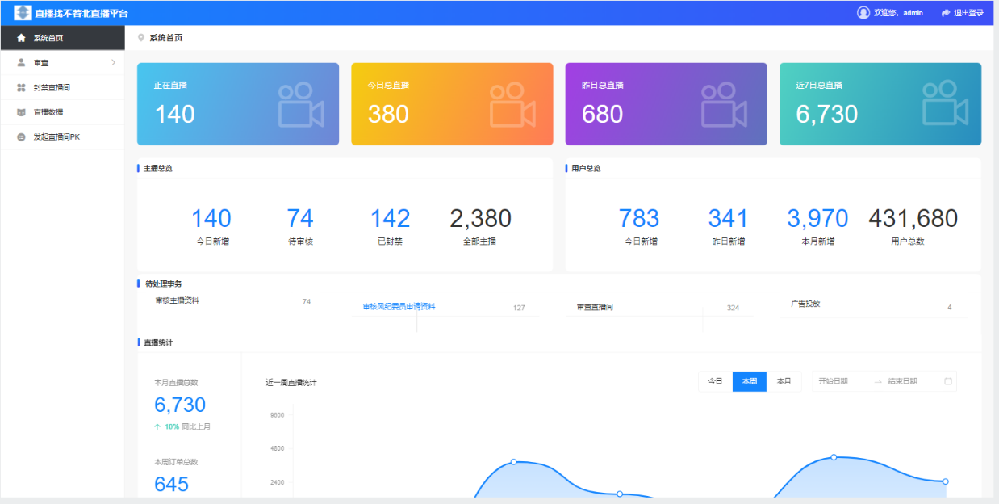 直播找不着北直播平台
欢迎您，admin
退出登录
系统首页
审查
封禁直播间
直播数据
发起直播间PK
系统首页
正在直播
140
今日总直播
380
昨日总直播
680
近7日总直播
6,730
主播总览
140
74
142
2,380
今日新增
待审核
已封禁
全部主播
用户总览
783
341
3,970
431,680
今日新增
昨日新增
本月新增
用户总数
待处理事务
审核主播资料
74
审核风纪委员申请资料
127
审查直播间
324
广告投放
4
直播统计
本月直播总数
6,730
10% 同比上月
本周订单总数
645
近一周直播统计
今日
本周
本月
开始日期
结束日期
9600
4800
2400